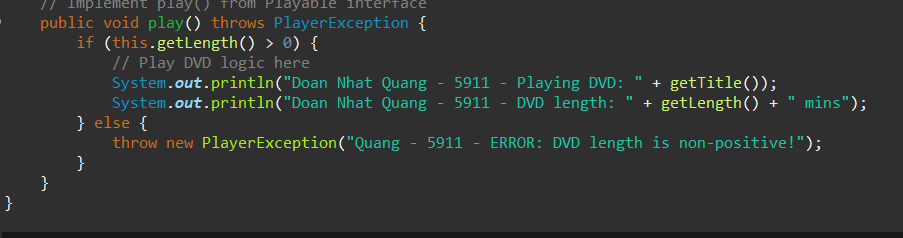 // Implement play() from Playable interface
public void play() throws PlayerException {
if (this.getLength() > 0) {
// Play DVD logic here
System.out.println("Doan Nhat Quang - 5911 - Playing DVD: " + getTitle());
System.out.println("Doan Nhat Quang - 5911 - DVD length: " + getLength() + " mins");
} else {
throw new PlayerException("Quang - 5911 - ERROR: DVD length is non-positive!");
}
}
}